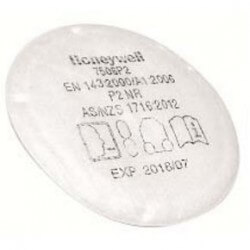 Honeywell
7506P2
EN 143:2000/A1:2006
P2 NR
AS/NZS 1716:2012
EXP 2016/07